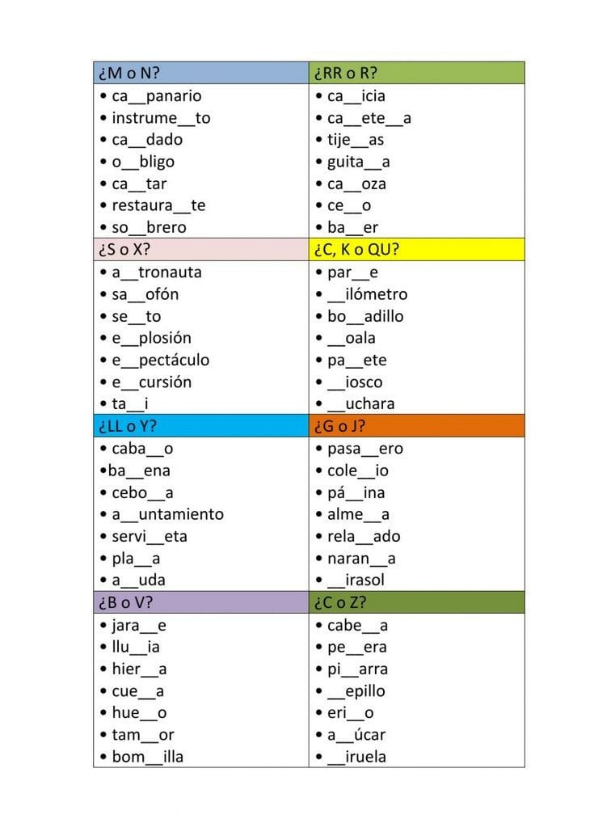 ¿M o N?
• ca__panario
• instrume__to
• ca__dado
• o__bligo
• ca__tar
• restaura__te
• so__brero
¿RR o R?
• ca__icia
• ca__ete__a
• tije__as
• guita__a
• ca__oza
• ce__o
• ba__er
¿S o X?
• a__tronauta
• sa__ofón
• se__to
• e__plosión
• e__pectáculo
• e__cursión
• ta__i
¿C, K o QU?
• par__e
• __ilómetro
• bo__adillo
• __oala
• pa__ete
• __iosco
• __uchara
¿LL o Y?
• caba__o
•ba__ena
• cebo__a
• a__untamiento
• servi__eta
• pla__a
• a__uda
¿G o J?
• pasa__ero
• cole__io
• pá__ina
• alme__a
• rela__ado
• naran__a
• __irasol
¿B o V?
• jara__e
• llu__ia
• hier__a
• cue__a
• hue__o
• tam__or
• bom__illa
¿C o Z?
• cabe__a
• pe__era
• pi__arra
• __epillo
• eri__o
• a__úcar
• __iruela